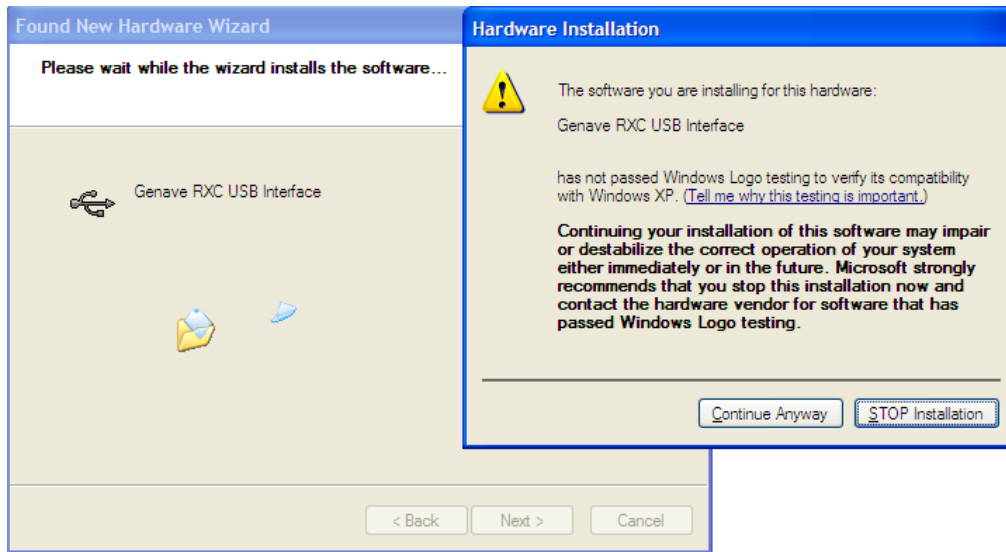 Found New Hardware Wizard
Please wait while the wizard installs the software...
Genave RXC USB Interface
< Back
Next >
Cancel
Hardware Installation
The software you are installing for this hardware:
Genave RXC USB Interface
has not passed Windows Logo testing to verify its compatibility
with Windows XP. (Tell me why this testing is important.)
Continuing your installation of this software may impair
or destabilize the correct operation of your system
either immediately or in the future. Microsoft strongly
recommends that you stop this installation now and
contact the hardware vendor for software that has
passed Windows Logo testing.
Continue Anyway
STOP Installation